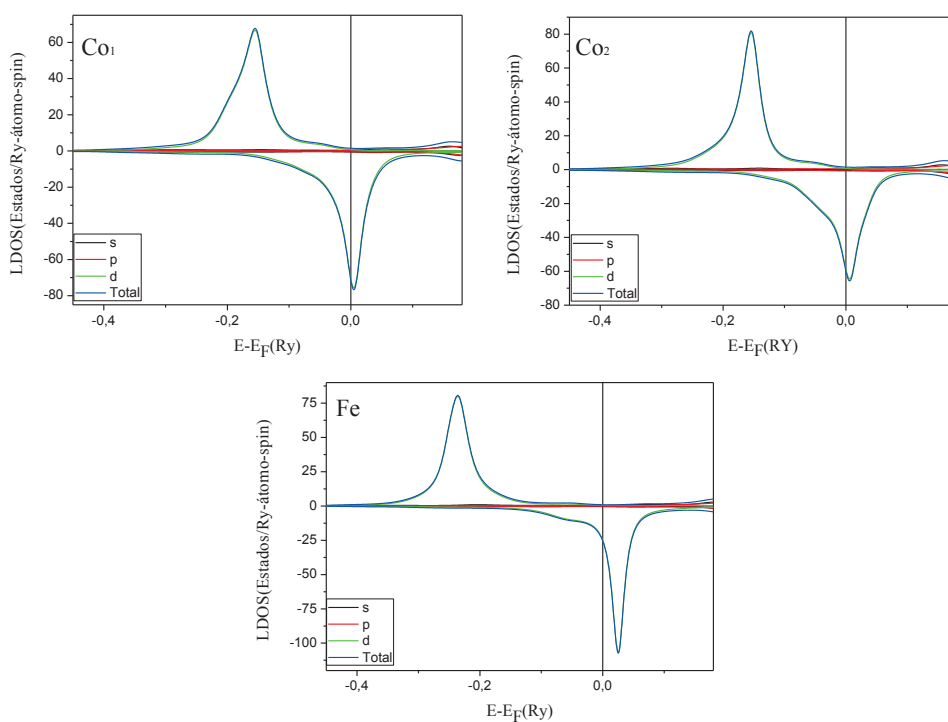 Co1
LDOS(Estados/Ry-átomo-spin)
60
40
20
0
-20
-40
-60
-80
s
p
d
Total
-0,4
-0,2
0,0
E-EF(Ry)
Co2
LDOS(Estados/Ry-átomo-spin)
80
60
40
20
0
-20
-40
-60
-80
s
p
d
Total
-0,4
-0,2
0,0
E-EF(RY)
Fe
LDOS(Estados/Ry-átomo-spin)
75
50
25
0
-25
-50
-75
-100
s
p
d
Total
-0,4
-0,2
0,0
E-EF(Ry)